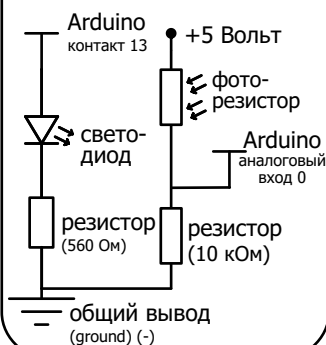 Arduino
контакт 13
+5 Вольт
фото-
резистор
свето-
диод
Arduino
аналоговый
вход 0
резистор
(560 Ом)
резистор
(10 кОм)
общий вывод
(ground) (-)